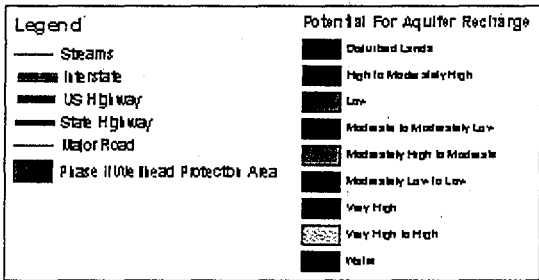 Legend
Streams
Interstate
US Highway
State Highway
Major Road
Phase II Wellhead Protection Area
Potential For Aquifer Recharge
Disturbed Lands
High to Moderately High
Low
Moderate to Moderately Low
Moderately High to Moderate
Moderately Low to Low
Very High
Very High to High
Water